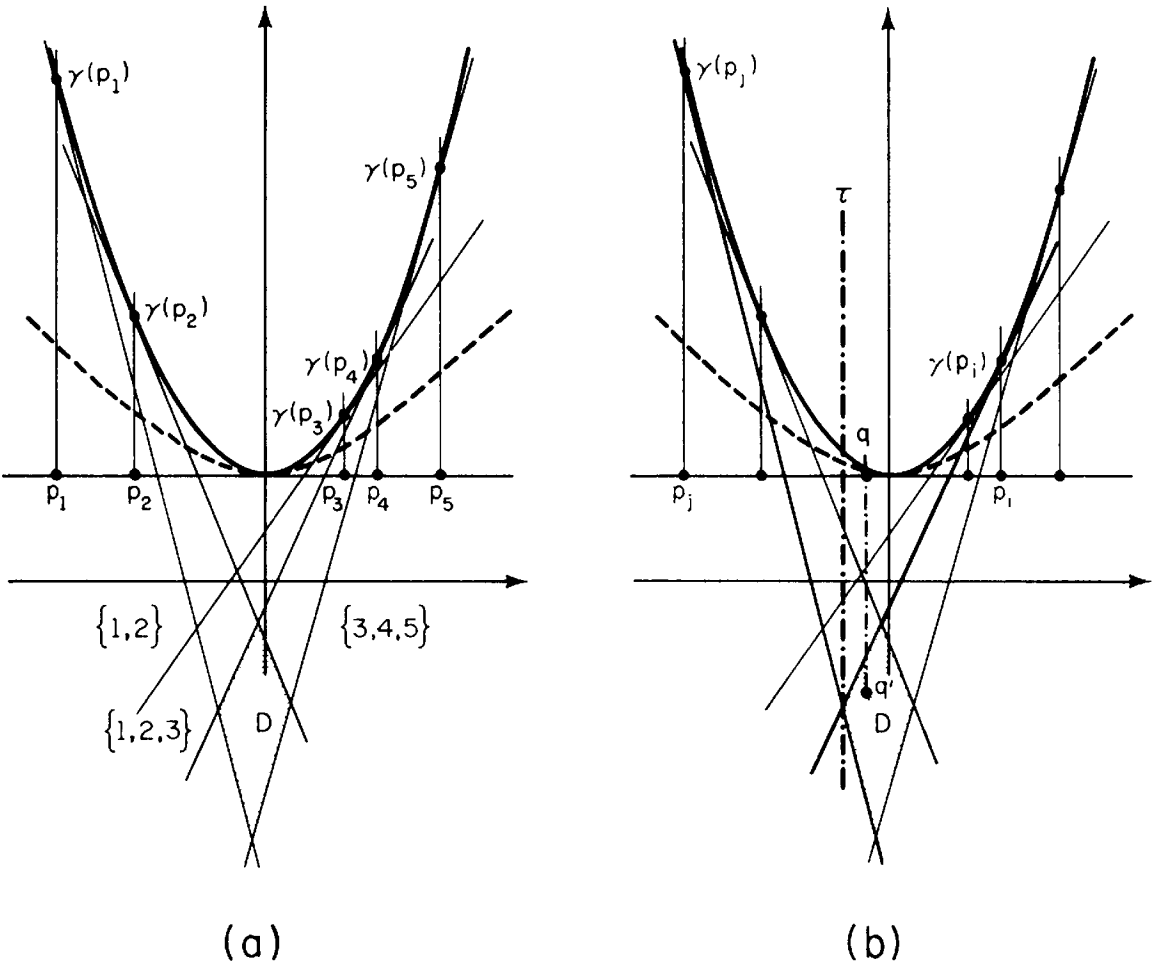 γ(p₁)
γ(p₅)
γ(p₂)
γ(p₄)
γ(p₃)
p₁ p₂ p₃ p₄ p₅
{1,2} {3,4,5}
{1,2,3} D
(a)
γ(pⱼ)
τ
γ(pᵢ)
q
pⱼ pᵢ
q'
D
(b)